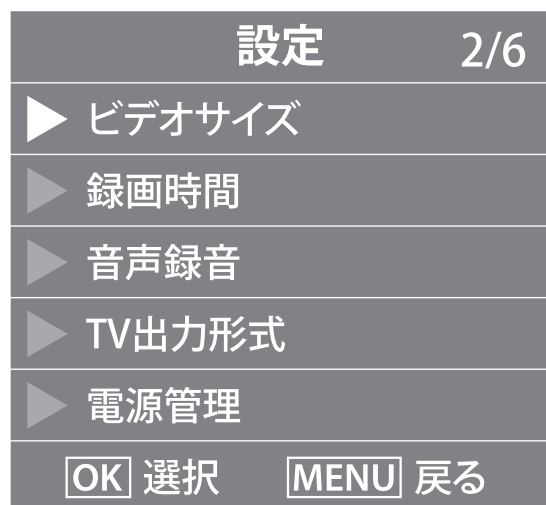 設定 2/6
ビデオサイズ
録画時間
音声録音
TV出力形式
電源管理
OK 選択 MENU 戻る